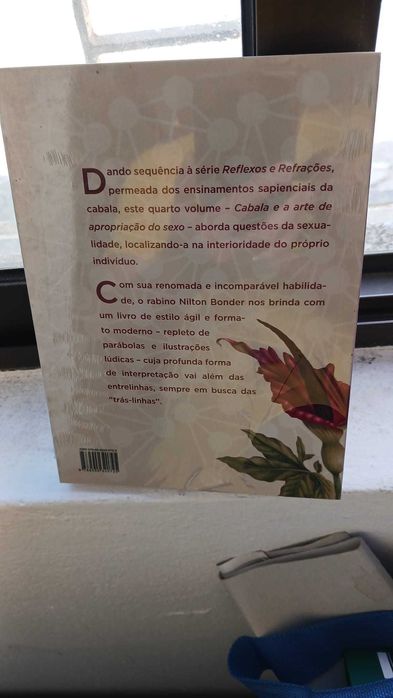 Dando sequência à série Reflexos e Refrações,
permeada dos ensinamentos sapienciais da
cabala, este quarto volume – Cabala e a arte de
apropriação do sexo – aborda questões da sexua-
lidade, localizando-a na interioridade do próprio
indivíduo.
Com sua renomada e incomparável habilida-
de, o rabino Nilton Bonder nos brinda com
um livro de estilo ágil e forma-
to moderno – repleto de
parábolas e ilustrações
lúdicas – cuja profunda forma
de interpretação vai além das
entrelinhas, sempre em busca das
"trás-linhas".